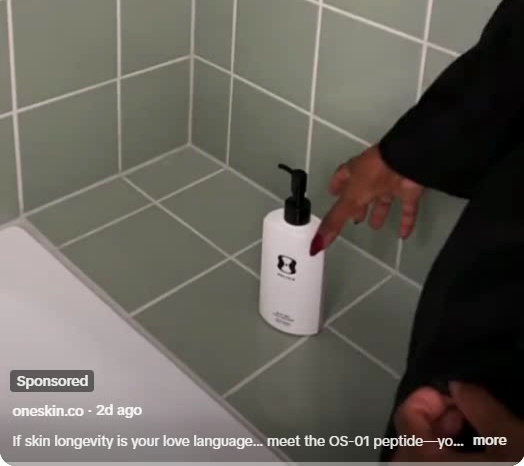 Sponsored
oneskin.co · 2d ago
If skin longevity is your love language... meet the OS-01 peptide—yo... more